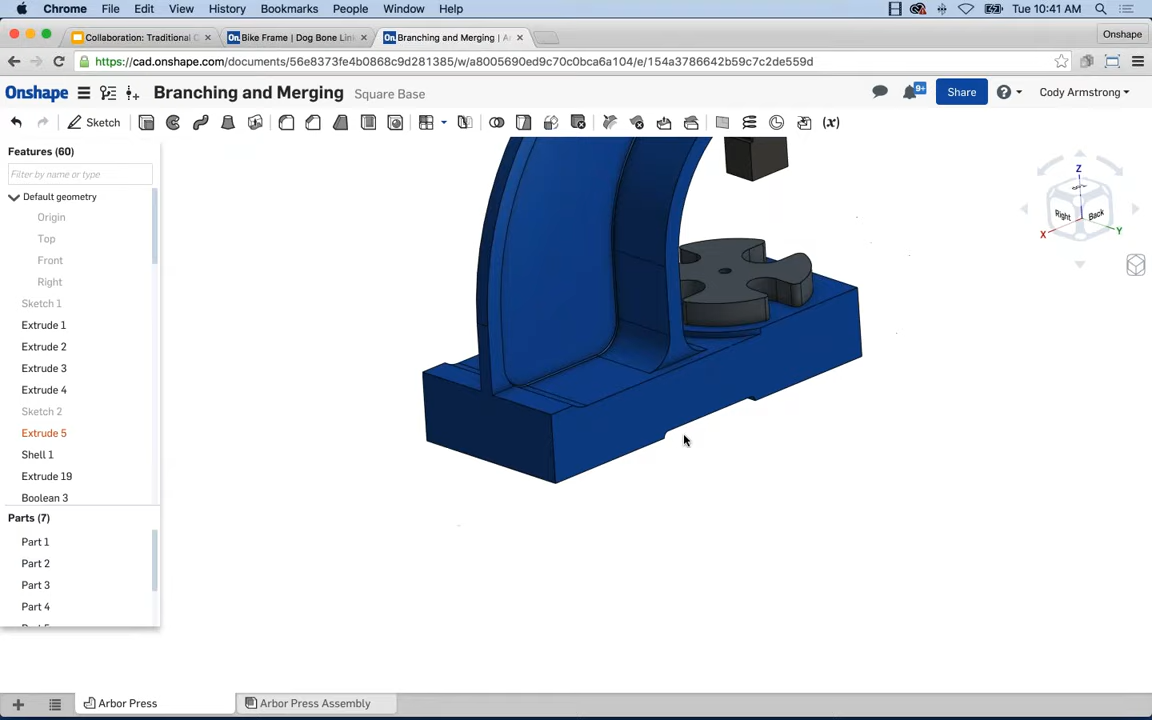 Chrome File Edit View History Bookmarks People Window Help Tue 10:41 AM
Collaboration: Traditional C
Bike Frame | Dog Bone Lin
Branching and Merging | A
Onshape
https://cad.onshape.com/documents/56e8373fe4b0868c9d281385/w/a8005690ed9c70c0bca6a104/e/154a3786642b59c7c2de559d
Onshape Branching and Merging Square Base 9+ Share Cody Armstrong
Sketch (x)
Features (60)
Filter by name or type
Default geometry
Origin
Top
Front
Right
Sketch 1
Extrude 1
Extrude 2
Extrude 3
Extrude 4
Sketch 2
Extrude 5
Shell 1
Extrude 19
Boolean 3
Parts (7)
Part 1
Part 2
Part 3
Part 4
Z
Right Back
X Y
Arbor Press Arbor Press Assembly